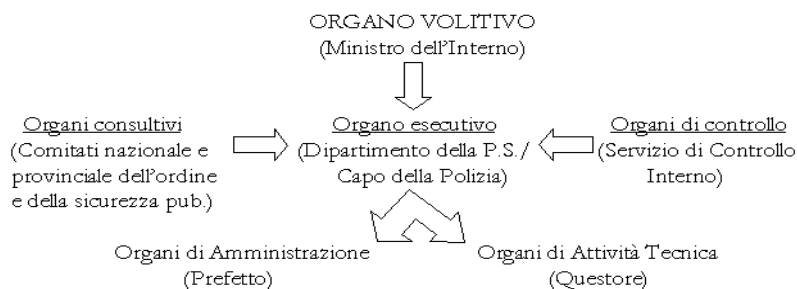 ORGANO VOLITIVO
(Ministro dell'Interno)
Organi consultivi
(Comitati nazionale e
provinciale dell'ordine
e della sicurezza pub.)
Organo esecutivo
(Dipartimento della P.S./
Capo della Polizia)
Organi di controllo
(Servizio di Controllo
Interno)
Organi di Amministrazione
(Prefetto)
Organi di Attività Tecnica
(Questore)